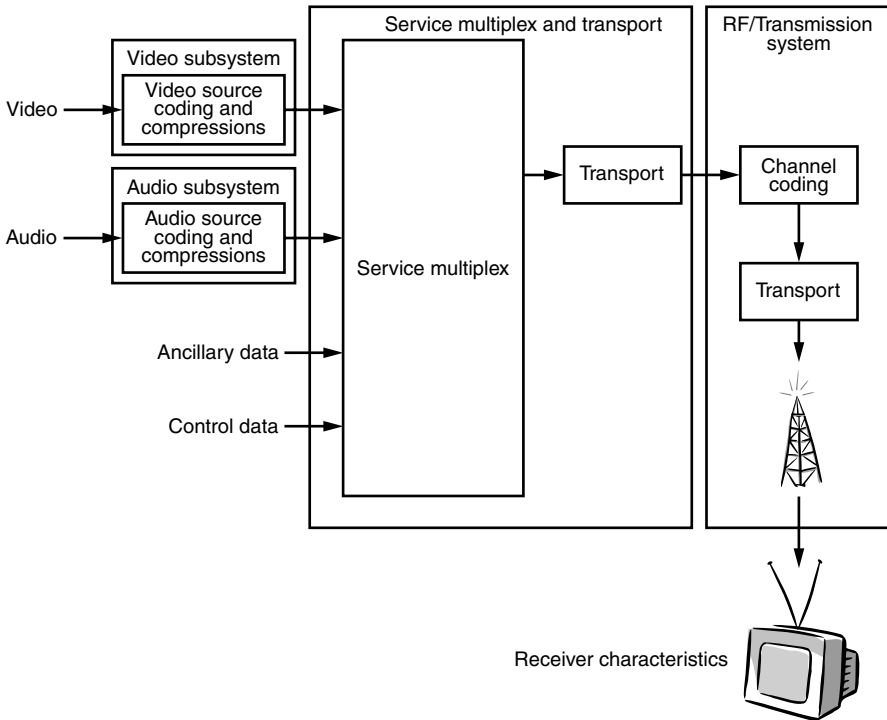 Service multiplex and transport
RF/Transmission
system
Video subsystem
Video source
coding and
compressions
Video
Audio subsystem
Audio source
coding and
compressions
Audio
Service multiplex
Ancillary data
Control data
Transport
Channel
coding
Transport
Receiver characteristics